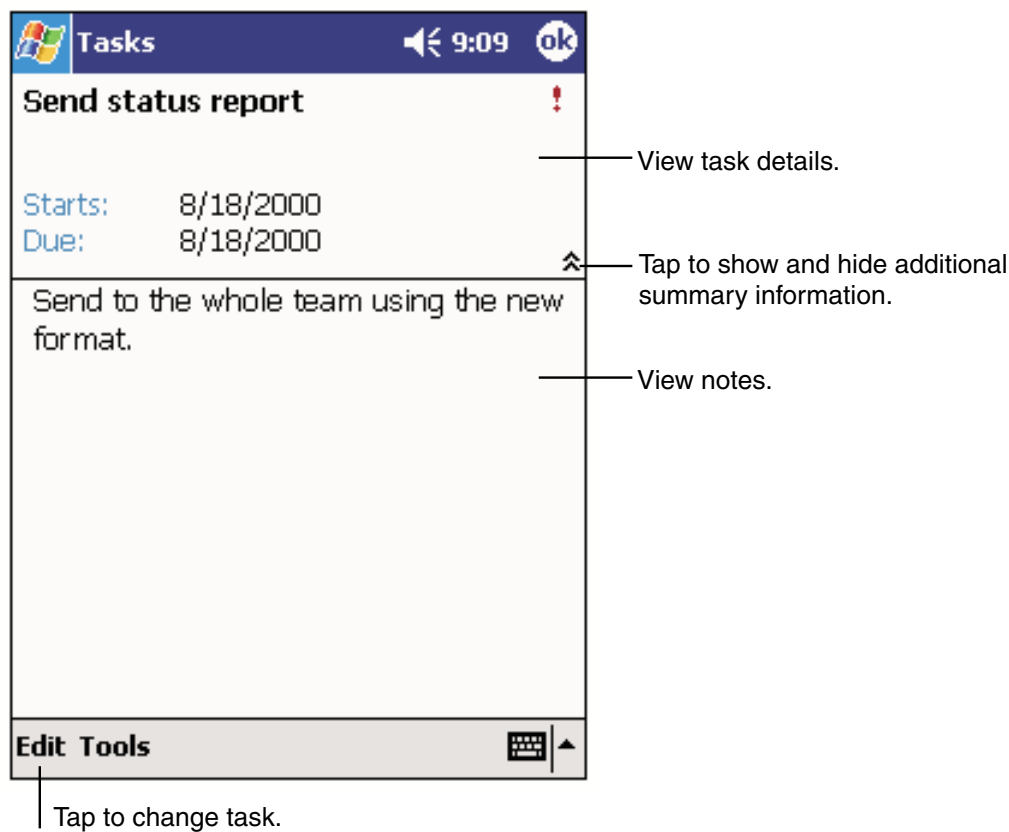 Tasks 9:09 ok
Send status report !
View task details.
Starts: 8/18/2000
Due: 8/18/2000
Tap to show and hide additional
summary information.
Send to the whole team using the new
format.
View notes.
Edit Tools
Tap to change task.